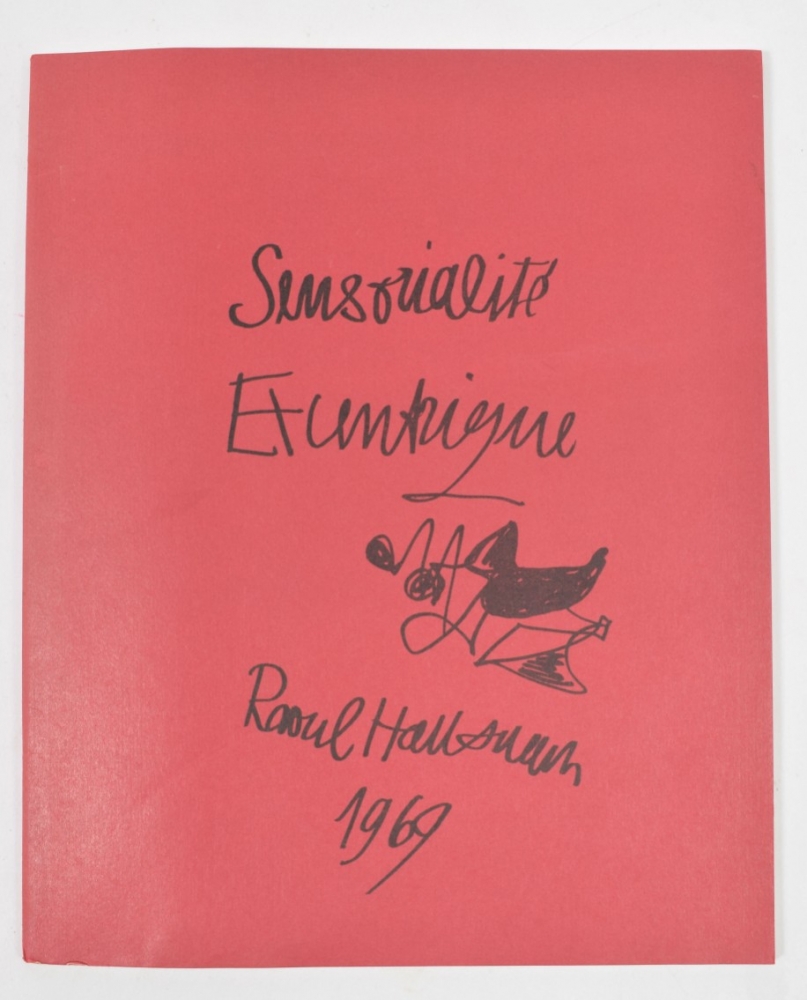 Sensorialité
Excentrique
Raoul Hausmann
1969